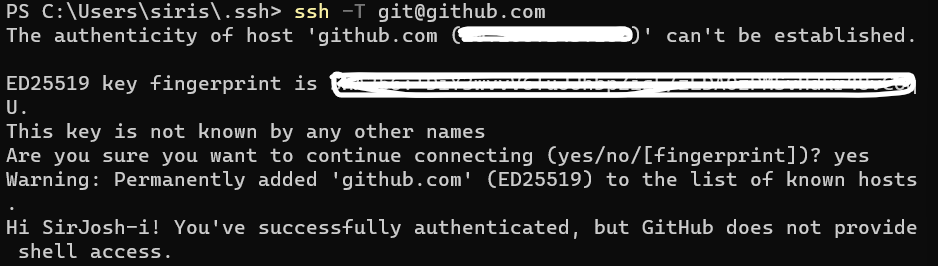 PS C:\Users\siris\.ssh> ssh -T git@github.com
The authenticity of host 'github.com ( )' can't be established.
ED25519 key fingerprint is
U.
This key is not known by any other names
Are you sure you want to continue connecting (yes/no/[fingerprint])? yes
Warning: Permanently added 'github.com' (ED25519) to the list of known hosts
.
Hi SirJosh-i! You've successfully authenticated, but GitHub does not provide
shell access.